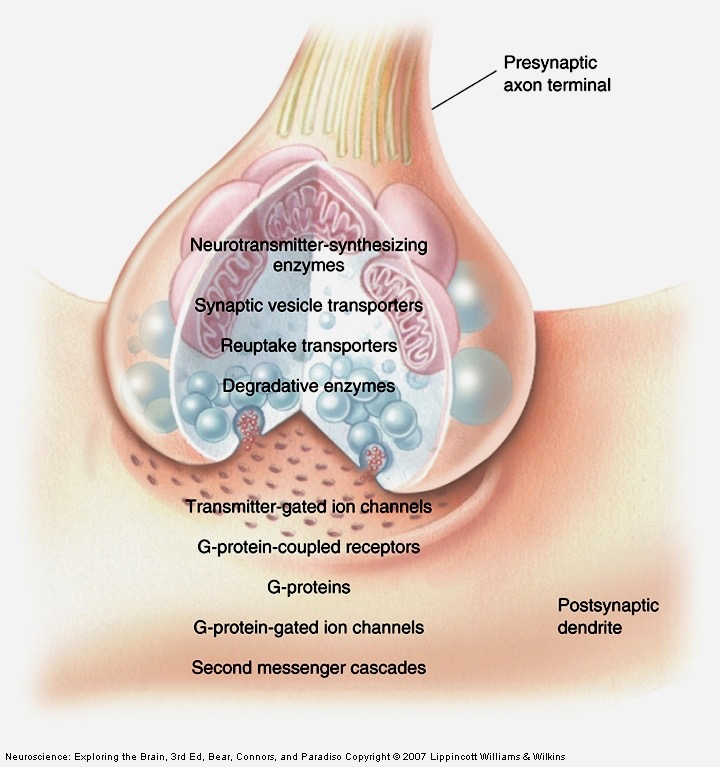 Presynaptic
axon terminal
Neurotransmitter-synthesizing
enzymes
Synaptic vesicle transporters
Reuptake transporters
Degradative enzymes
Transmitter-gated ion channels
G-protein-coupled receptors
G-proteins
G-protein-gated ion channels
Second messenger cascades
Postsynaptic
dendrite
Neuroscience: Exploring the Brain, 3rd Ed, Bear, Connors, and Paradiso Copyright © 2007 Lippincott Williams & Wilkins